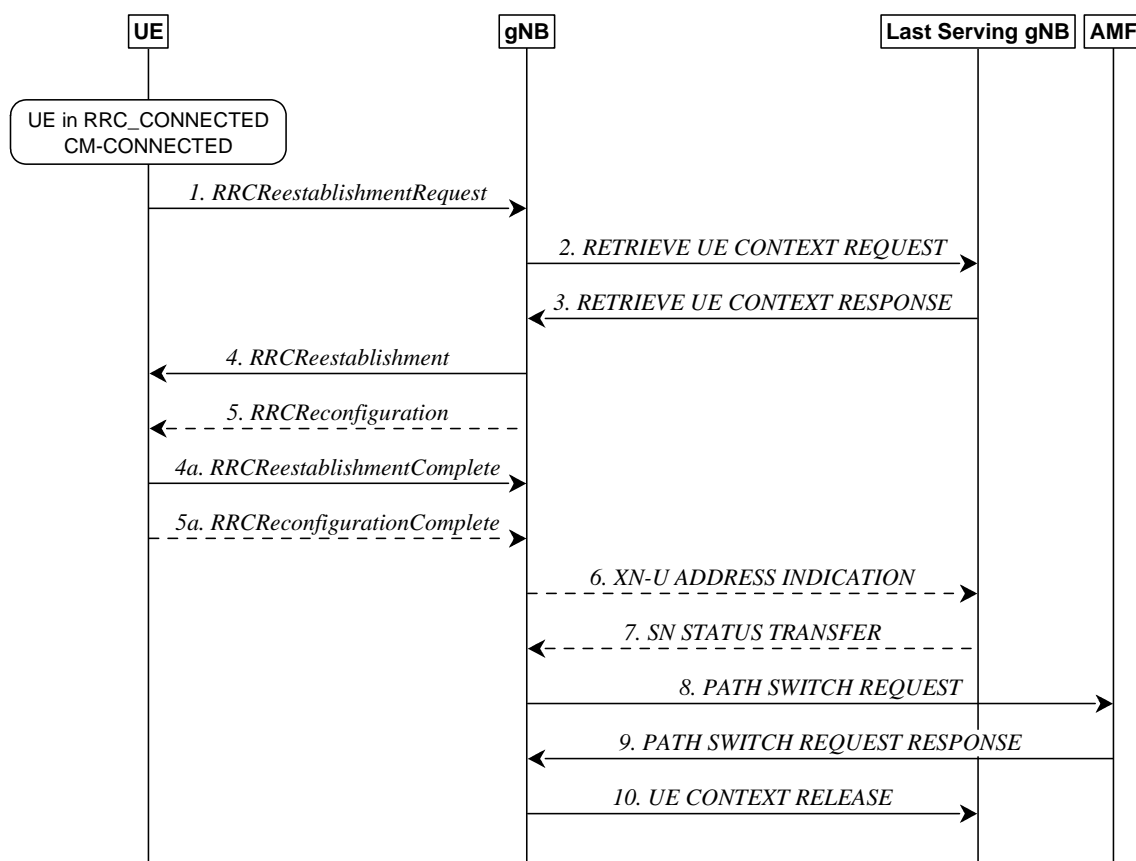 UE
gNB
Last Serving gNB
AMF
UE in RRC_CONNECTED
CM-CONNECTED
1. RRCReestablishmentRequest
2. RETRIEVE UE CONTEXT REQUEST
3. RETRIEVE UE CONTEXT RESPONSE
4. RRCReestablishment
5. RRCReconfiguration
4a. RRCReestablishmentComplete
5a. RRCReconfigurationComplete
6. XN-U ADDRESS INDICATION
7. SN STATUS TRANSFER
8. PATH SWITCH REQUEST
9. PATH SWITCH REQUEST RESPONSE
10. UE CONTEXT RELEASE